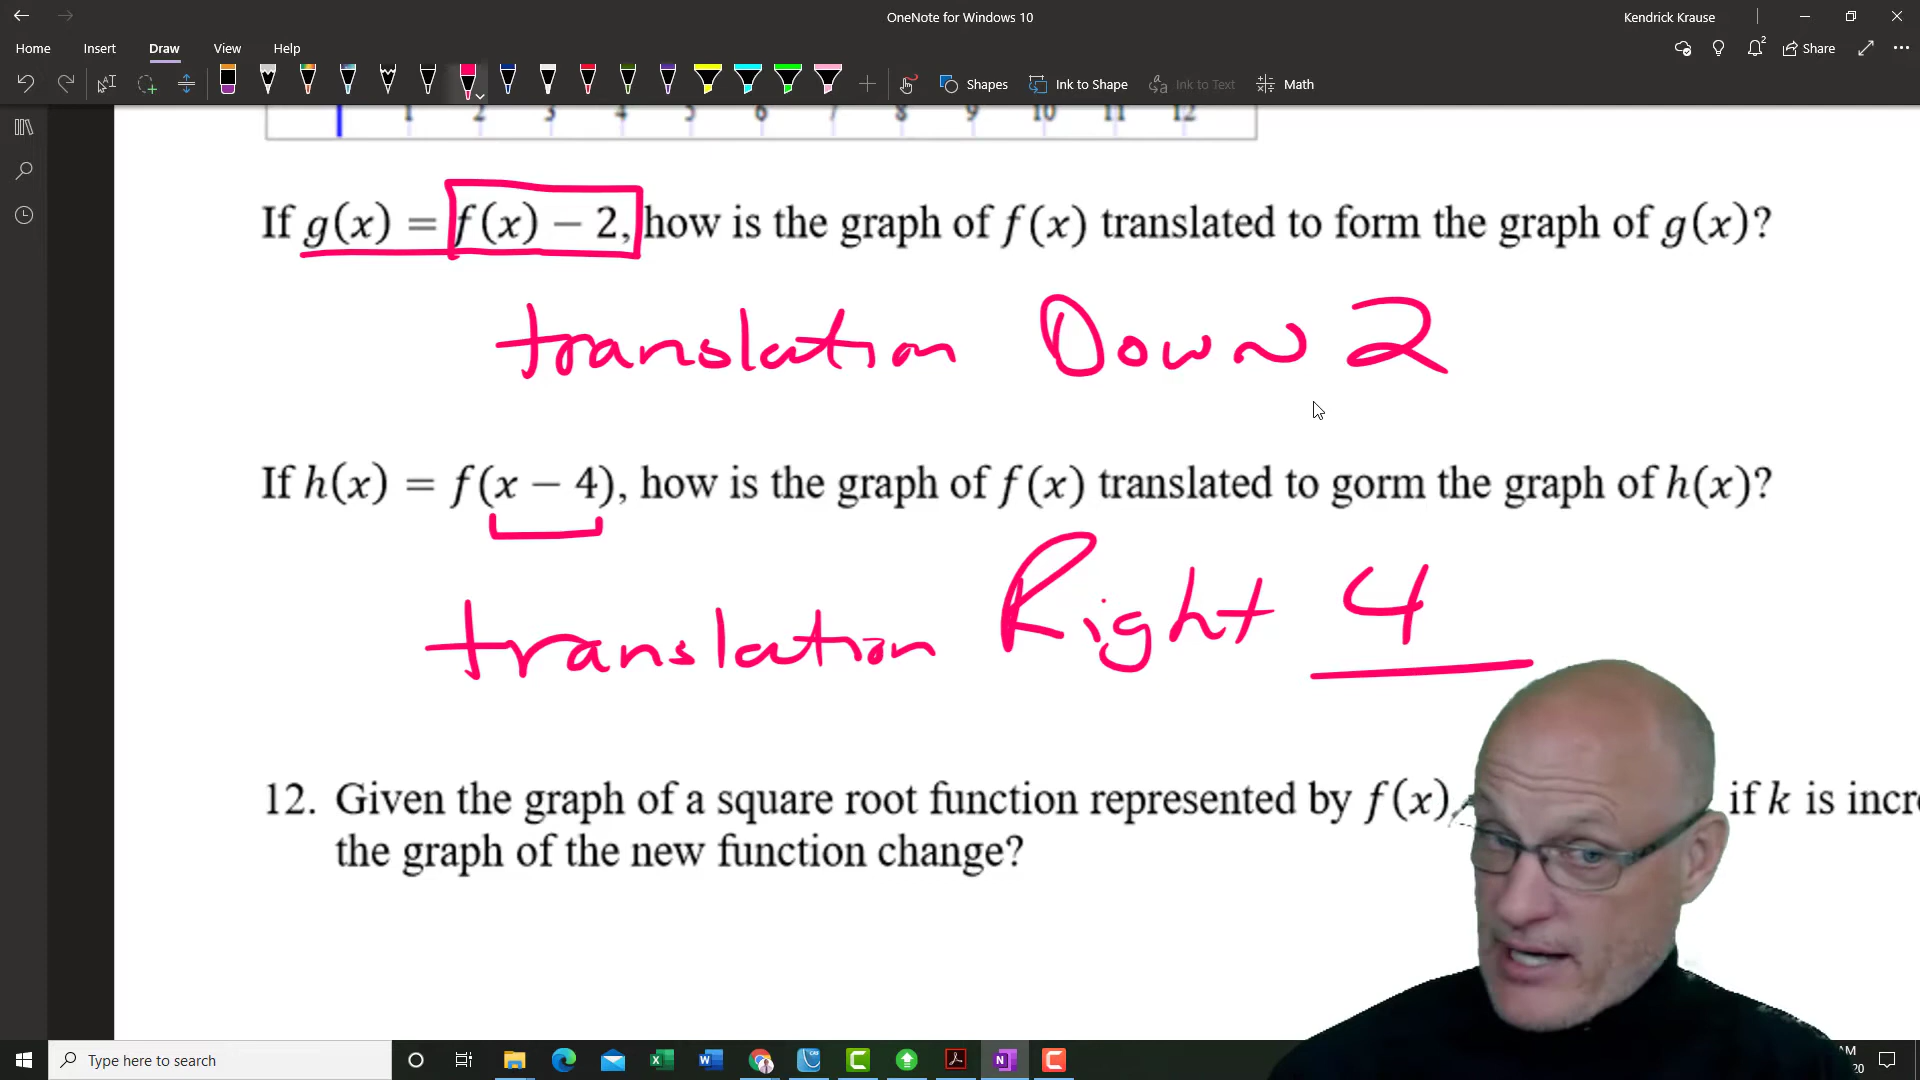 OneNote for Windows 10
Kendrick Krause
Home Insert Draw View Help
2 Share
Shapes Ink to Shape Ink to Text Math
1 2 3 4 5 6 7 8 9 10 11 12
If g(x) = f(x) − 2, how is the graph of f(x) translated to form the graph of g(x)?
translation Down 2
If h(x) = f(x − 4), how is the graph of f(x) translated to gorm the graph of h(x)?
translation Right 4
12. Given the graph of a square root function represented by f(x), if k is incr
the graph of the new function change?
Type here to search
AM
20